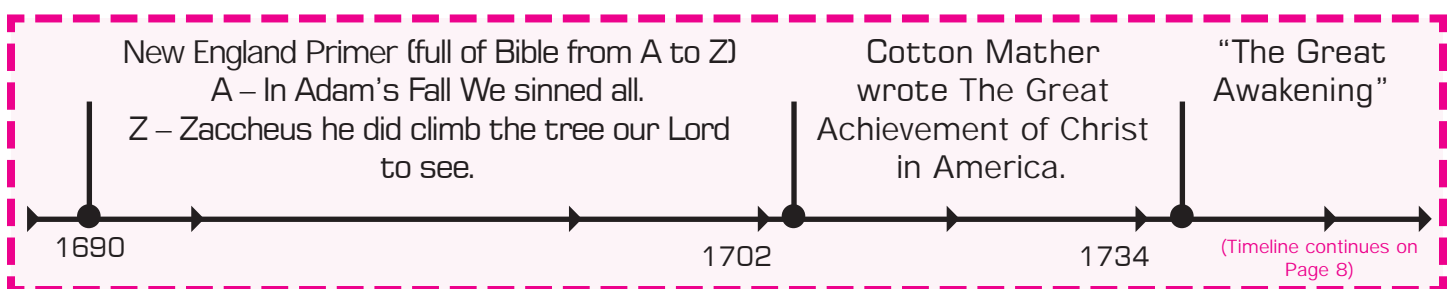 New England Primer (full of Bible from A to Z)
A – In Adam's Fall We sinned all.
Z – Zaccheus he did climb the tree our Lord
to see.
Cotton Mather
wrote The Great
Achievement of Christ
in America.
“The Great
Awakening”
1690
1702
1734
(Timeline continues on
Page 8)